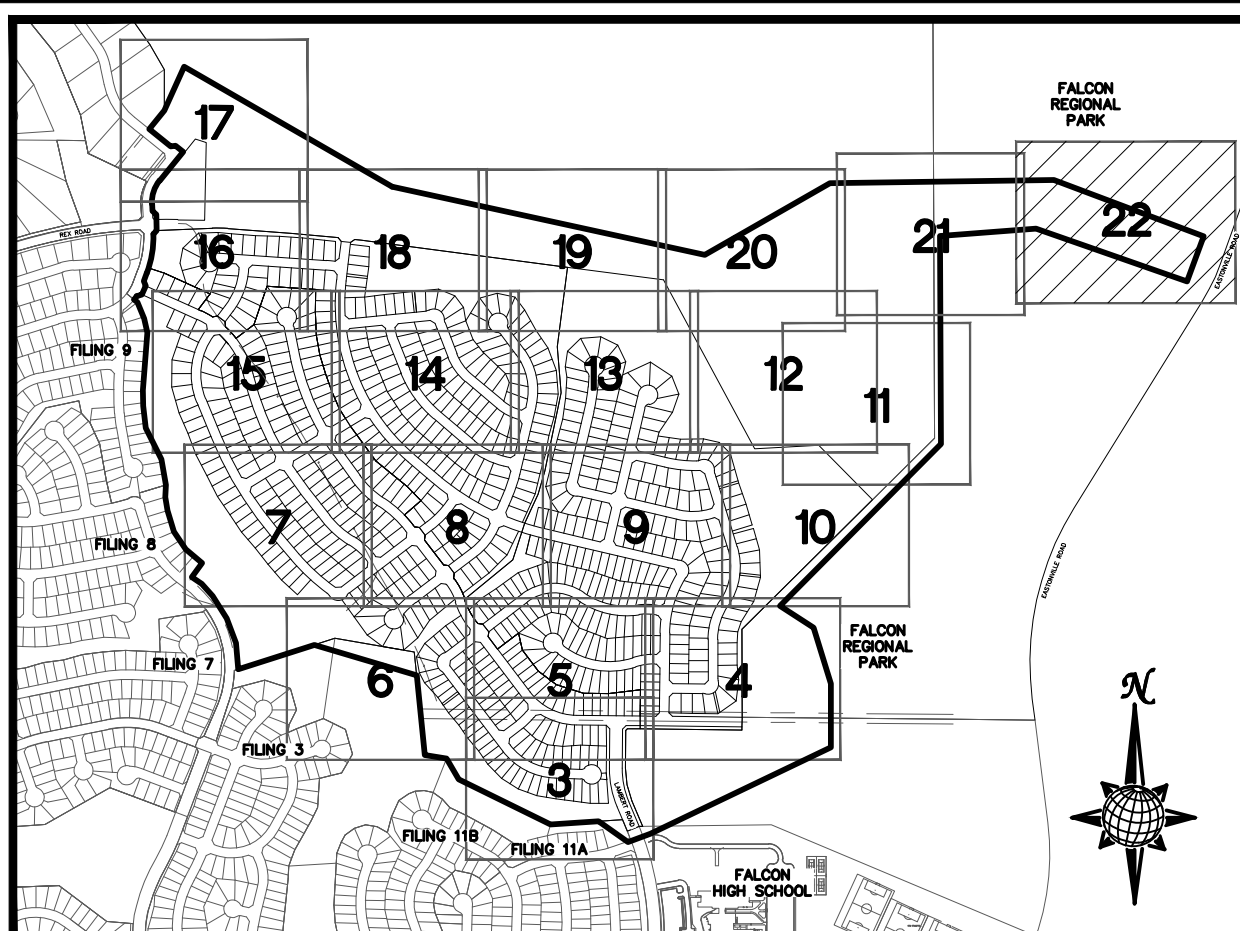 FALCON
REGIONAL
PARK
17
22
REX ROAD
21
16
18
19
20
EASTONVILLE ROAD
FILING 9
15
14
13
12
11
7
8
9
10
FILING 8
EASTONVILLE ROAD
FALCON
REGIONAL
PARK
FILING 7
6
5
4
N
FILING 3
3
LAMBERT ROAD
FILING 11B
FILING 11A
FALCON
HIGH SCHOOL